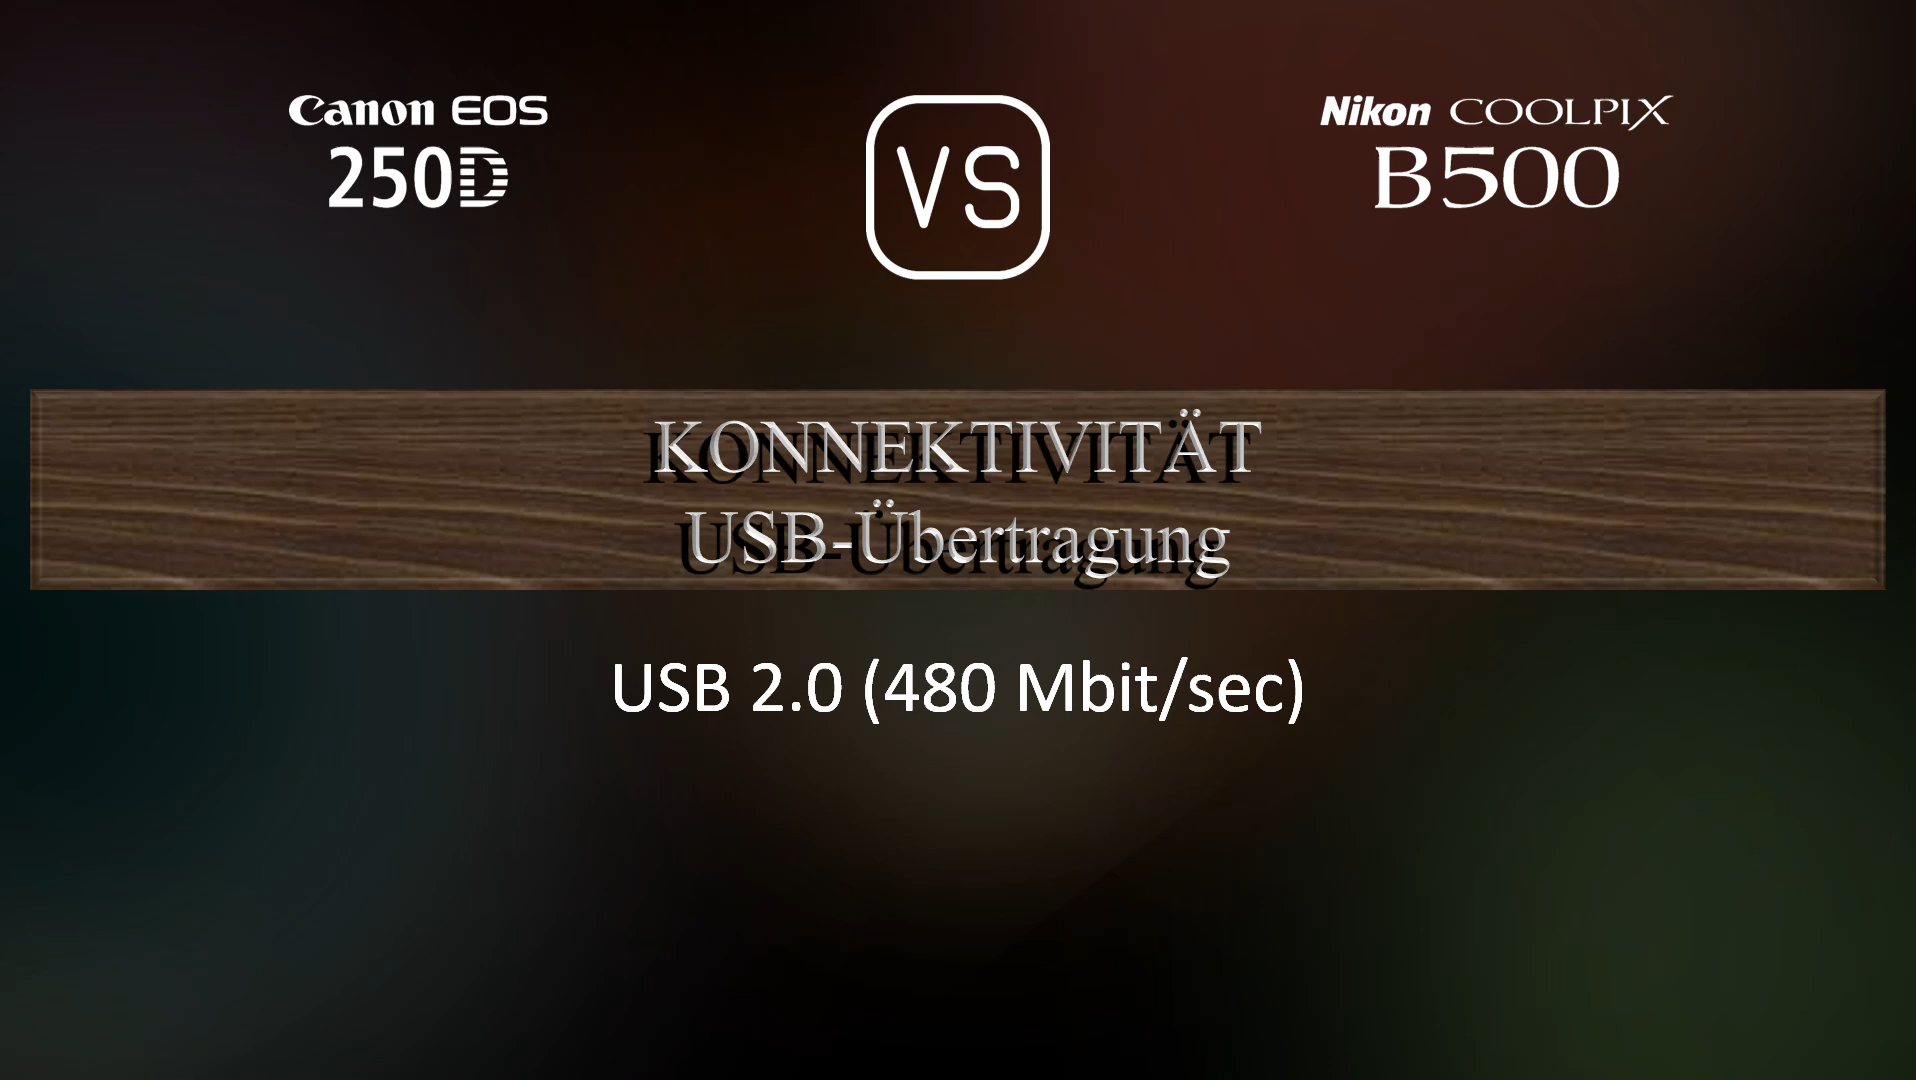 Canon EOS
250D
VS
Nikon COOLPIX
B500
KONNEKTIVITÄT
USB-Übertragung
USB 2.0 (480 Mbit/sec)